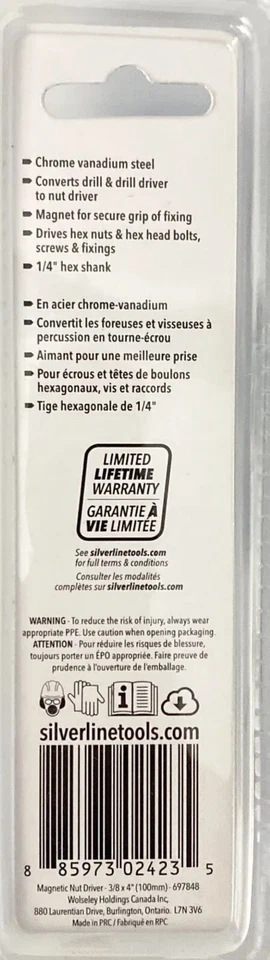 Chrome vanadium steel
Converts drill & drill driver
to nut driver
Magnet for secure grip of fixing
Drives hex nuts & hex head bolts,
screws & fixings
1/4" hex shank
En acier chrome-vanadium
Convertit les foreuses et visseuses à
percussion en tourne-écrou
Aimant pour une meilleure prise
Pour écrous et têtes de boulons
hexagonaux, vis et raccords
Tige hexagonale de 1/4"
LIMITED
LIFETIME
WARRANTY
GARANTIE À
VIE LIMITÉE
See silverlinetools.com
for full terms & conditions
Consulter les modalités
complètes sur silverlinetools.com
WARNING - To reduce the risk of injury, always wear
appropriate PPE. Use caution when opening packaging.
ATTENTION - Pour réduire les risques de blessure,
toujours porter un ÉPO appropriée. Faire preuve de
prudence à l'ouverture de l'emballage.
silverlinetools.com
8 85973 02423 5
Magnetic Nut Driver - 3/8 x 4" (100mm) - 697848
Wolseley Holdings Canada Inc,
880 Laurentian Drive, Burlington, Ontario. L7N 3V6
Made in PRC / Fabriqué en RPC